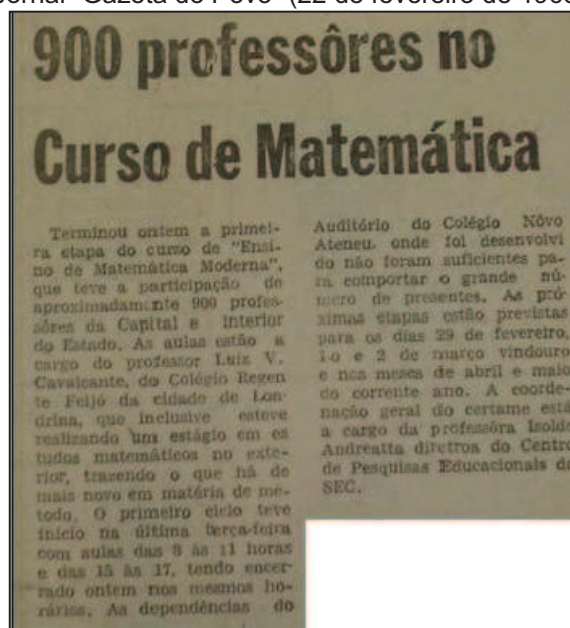 Jornal "Gazeta do Povo" (22 de fevereiro de 196
900 professôres no
Curso de Matemática
Terminou ontem a primei-
ra etapa do curso de "Ensi-
no de Matemática Moderna",
que teve a participação de
aproximadamente 900 profes-
sôres da Capital e interior
do Estado. As aulas estão a
cargo do professor Luiz V.
Cavalcante, do Colégio Regen
te Feijó da cidade de Lon-
drina, que inclusive esteve
realizando um estágio em es
tudos matemáticos no exte-
rior, trazendo o que há de
mais novo em matéria de mé-
todo. O primeiro ciclo teve
início na última terça-feira
com aulas das 8 às 11 horas
e das 15 às 17, tendo encer-
rado ontem nos mesmos ho-
rários. As dependências do
Auditório do Colégio Nôvo
Ateneu, onde foi desenvolvi
do não foram suficientes pa-
ra comportar o grande nú-
mero de presentes. As pró-
ximas etapas estão previstas
para os dias 29 de fevereiro,
1o e 2 de março vindouro
e nos meses de abril e maio
do corrente ano. A coorde-
nação geral do certame está
a cargo da professôra Isolde
Andreatta diretroa do Centro
de Pesquisas Educacionais da
SEC.